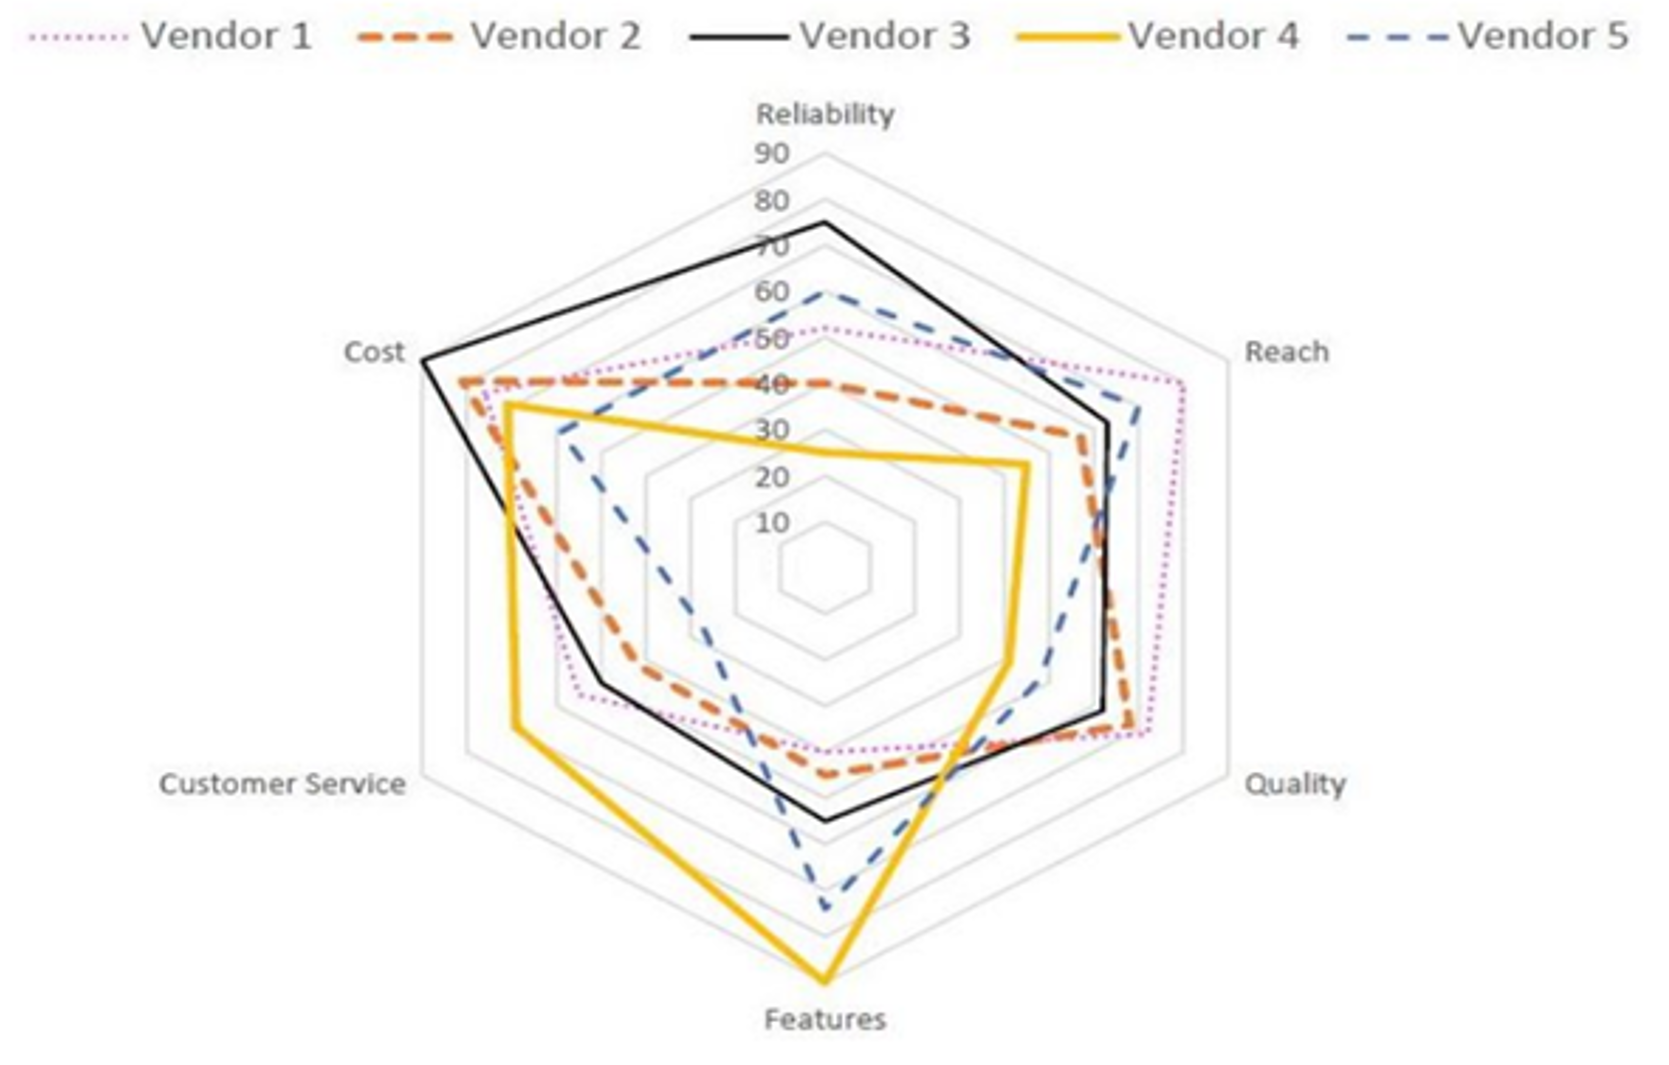 Vendor 1 Vendor 2 Vendor 3 Vendor 4 Vendor 5
Reliability
90
80
70
60
50
40
30
20
10
Cost
Reach
Customer Service
Quality
Features